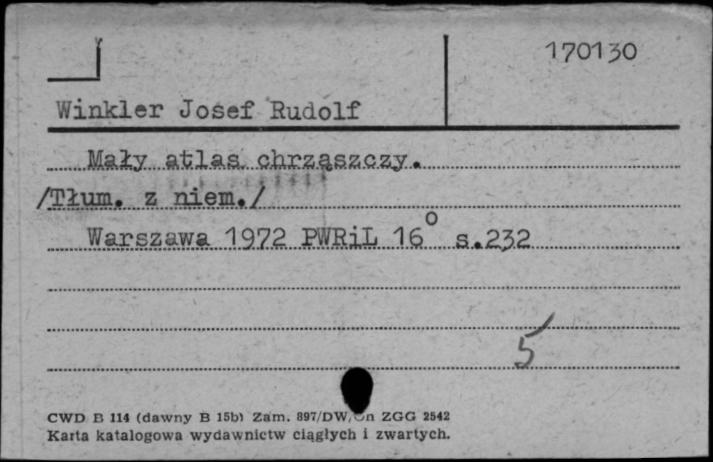 170130
Winkler Josef Rudolf
Mały atlas chrząszczy.
/Tłum. z niem./
Warszawa 1972 PWRiL 16° s.232
5
CWD B 114 (dawny B 15b) Zam. 897/DW/ ZGG 2542
Karta katalogowa wydawnictw ciągłych i zwartych.